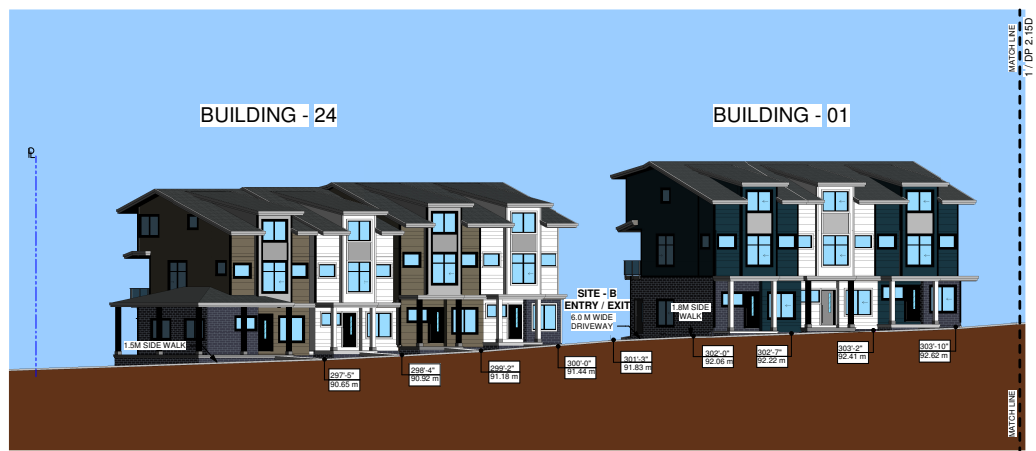 MATCH LINE
1 / DP 2.15D
BUILDING - 24
BUILDING - 01
PL
SITE - B
ENTRY / EXIT
6.0 M WIDE
DRIVEWAY
1.8M SIDE
WALK
1.5M SIDE WALK
297'-5"
90.65 m
298'-4"
90.92 m
299'-2"
91.18 m
300'-0"
91.44 m
301'-3"
91.83 m
302'-0"
92.06 m
302'-7"
92.22 m
303'-2"
92.41 m
303'-10"
92.62 m
MATCH LINE